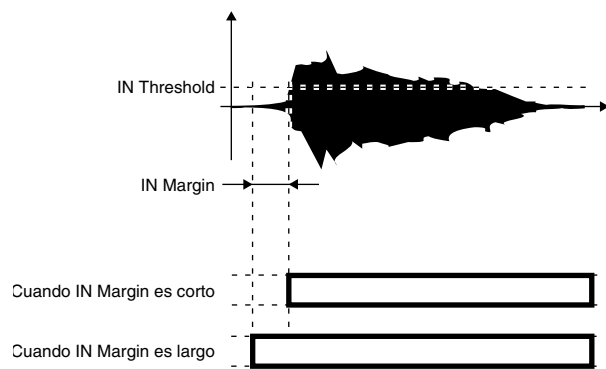 IN Threshold
IN Margin
Cuando IN Margin es corto
Cuando IN Margin es largo